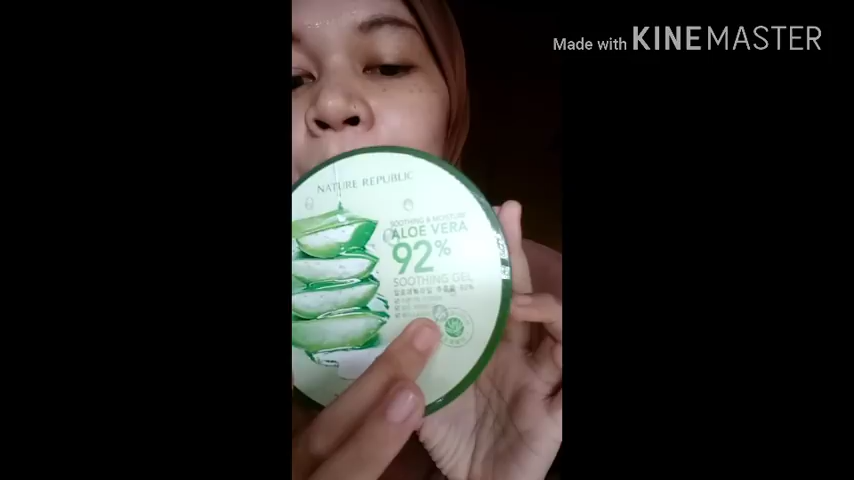 Made with KINEMASTER
NATURE REPUBLIC
SOOTHING & MOISTURE
ALOE VERA
92%
SOOTHING GEL